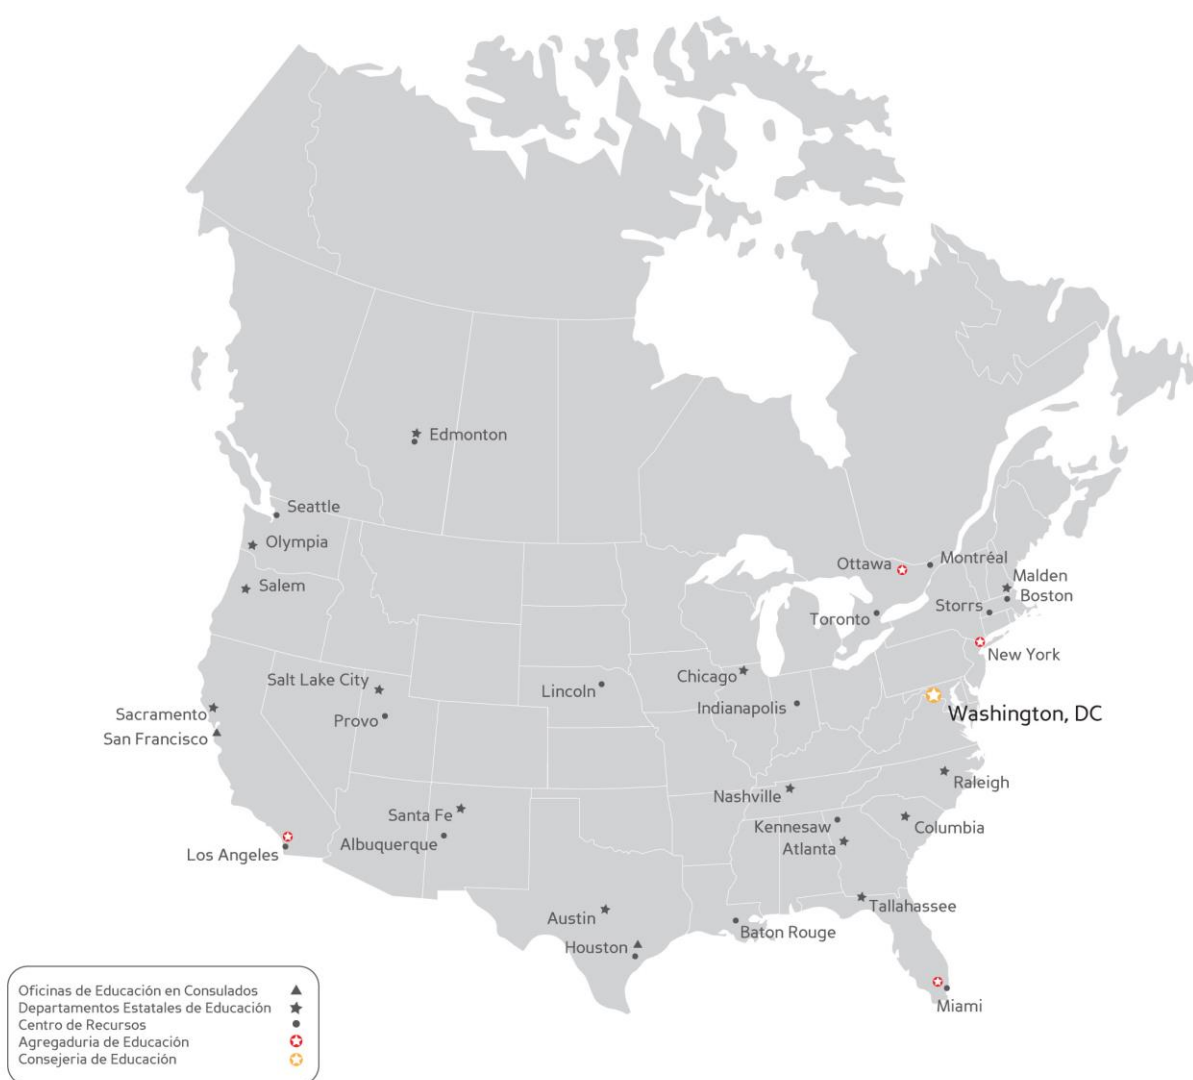 Edmonton
Seattle
Olympia
Salem
Ottawa
Montréal
Malden
Boston
Storrs
Toronto
New York
Chicago
Salt Lake City
Lincoln
Indianapolis
Provo
Washington, DC
Sacramento
San Francisco
Raleigh
Nashville
Santa Fe
Kennesaw
Columbia
Albuquerque
Atlanta
Los Angeles
Tallahassee
Austin
Baton Rouge
Houston
Miami
Oficinas de Educación en Consulados
Departamentos Estatales de Educación
Centro de Recursos
Agregaduria de Educación
Consejeria de Educación